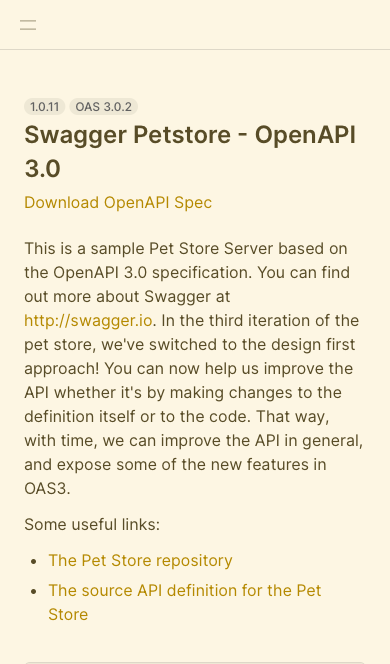 1.0.11 OAS 3.0.2
Swagger Petstore - OpenAPI
3.0
Download OpenAPI Spec
This is a sample Pet Store Server based on
the OpenAPI 3.0 specification. You can find
out more about Swagger at
http://swagger.io. In the third iteration of the
pet store, we've switched to the design first
approach! You can now help us improve the
API whether it's by making changes to the
definition itself or to the code. That way,
with time, we can improve the API in general,
and expose some of the new features in
OAS3.
Some useful links:
• The Pet Store repository
• The source API definition for the Pet
Store